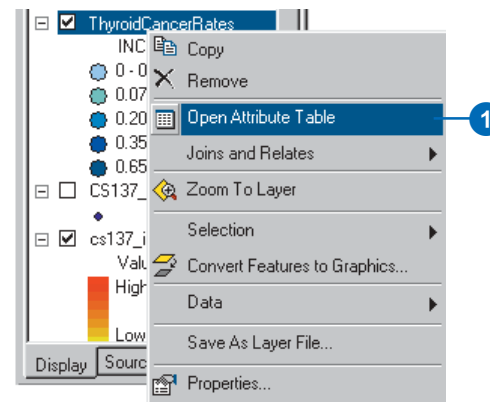 ThyroidCancerRates
INC
0 - 0
0.07
0.20
0.35
0.65
CS137_
cs137_i
Valu
High
Low
Display Sourc
Copy
Remove
Open Attribute Table
1
Joins and Relates
Zoom To Layer
Selection
Convert Features to Graphics...
Data
Save As Layer File...
Properties...